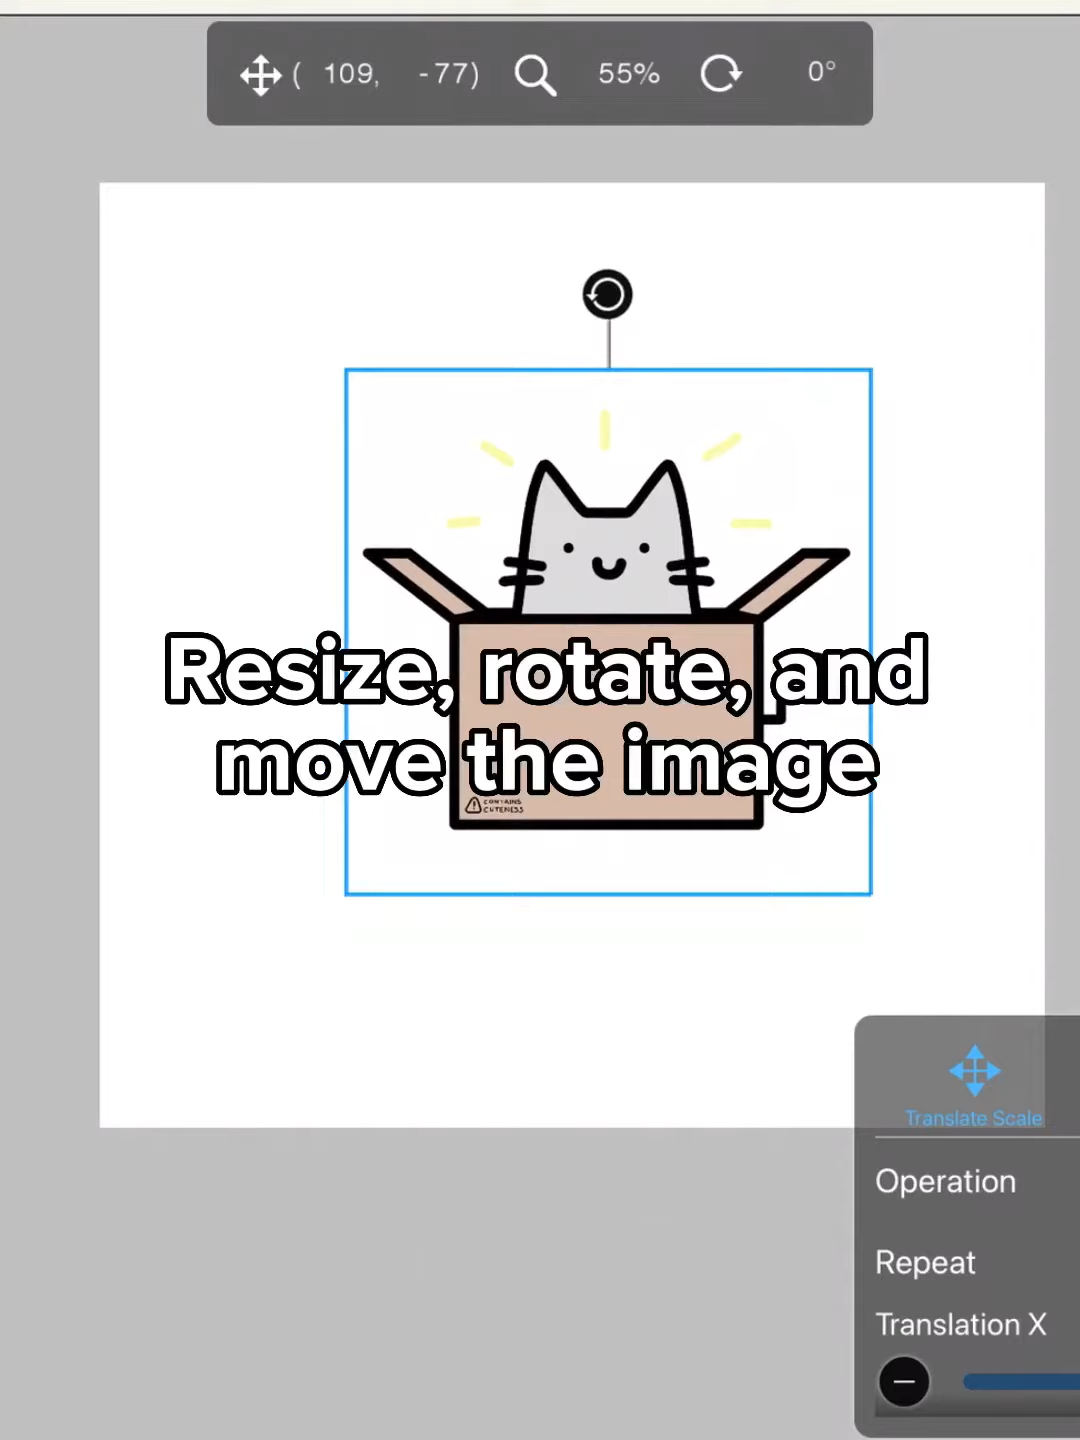 ( 109, -77) 55% 0°
Resize, rotate, and
move the image
CONTAINS
CUTENESS
Translate Scale
Operation
Repeat
Translation X